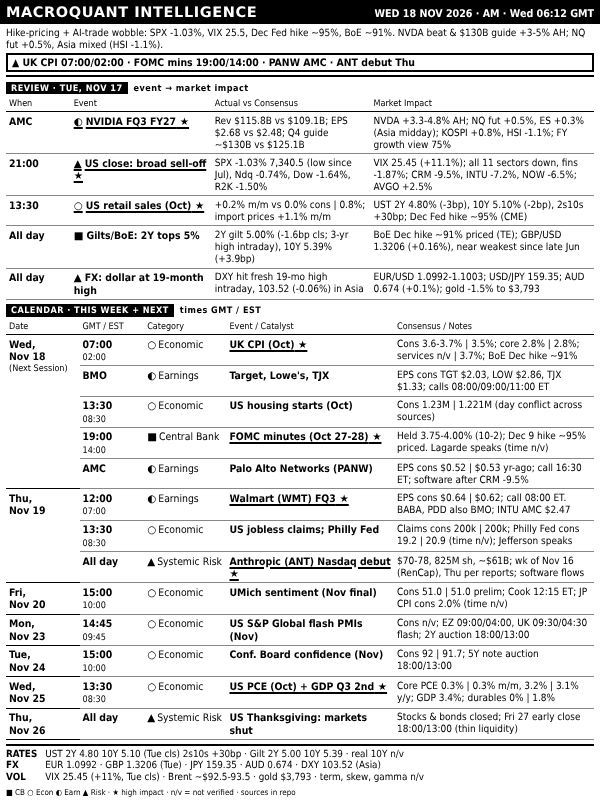 MACROQUANT INTELLIGENCE WED 18 NOV 2026 · AM · Wed 06:12 GMT
Hike-pricing + AI-trade wobble: SPX -1.03%, VIX 25.5, Dec Fed hike ~95%, BoE ~91%. NVDA beat & $130B guide +3-5% AH; NQ
fut +0.5%, Asia mixed (HSI -1.1%).
▲ UK CPI 07:00/02:00 · FOMC mins 19:00/14:00 · PANW AMC · ANT debut Thu
REVIEW · TUE, NOV 17 event → market impact
When Event Actual vs Consensus Market Impact
AMC ◐ NVIDIA FQ3 FY27 ★ Rev $115.8B vs $109.1B; EPS NVDA +3.3-4.8% AH; NQ fut +0.5%, ES +0.3%
$2.68 vs $2.48; Q4 guide (Asia midday); KOSPI +0.8%, HSI -1.1%; FY
~$130B vs $125.1B growth view 75%
21:00 ▲ US close: broad sell-off SPX -1.03% 7,340.5 (low since VIX 25.45 (+11.1%); all 11 sectors down, fins
★ Jul), Ndq -0.74%, Dow -1.64%, -1.87%; CRM -9.5%, INTU -7.2%, NOW -6.5%;
R2K -1.50% AVGO +2.5%
13:30 ○ US retail sales (Oct) ★ +0.2% m/m vs 0.0% cons | 0.8%; UST 2Y 4.80% (-3bp), 10Y 5.10% (-2bp), 2s10s
import prices +1.1% m/m +30bp; Dec Fed hike ~95% (CME)
All day ■ Gilts/BoE: 2Y tops 5% 2Y gilt 5.00% (-1.6bp cls; 3-yr BoE Dec hike ~91% priced (TE); GBP/USD
high intraday), 10Y 5.39% 1.3206 (+0.16%), near weakest since late Jun
(+3.9bp)
All day ▲ FX: dollar at 19-month DXY hit fresh 19-mo high EUR/USD 1.0992-1.1003; USD/JPY 159.35; AUD
high intraday, 103.52 (-0.06%) in Asia 0.674 (+0.1%); gold -1.5% to $3,793
CALENDAR · THIS WEEK + NEXT times GMT / EST
Date GMT / EST Category Event / Catalyst Consensus / Notes
Wed, 07:00 ○ Economic UK CPI (Oct) ★ Cons 3.6-3.7% | 3.5%; core 2.8% | 2.8%;
Nov 18 02:00 services n/v | 3.7%; BoE Dec hike ~91%
(Next Session)
BMO ◐ Earnings Target, Lowe's, TJX EPS cons TGT $2.03, LOW $2.86, TJX
$1.33; calls 08:00/09:00/11:00 ET
13:30 ○ Economic US housing starts (Oct) Cons 1.23M | 1.221M (day conflict across
08:30 sources)
19:00 ■ Central Bank FOMC minutes (Oct 27-28) ★ Held 3.75-4.00% (10-2); Dec 9 hike ~95%
14:00 priced. Lagarde speaks (time n/v)
AMC ◐ Earnings Palo Alto Networks (PANW) EPS cons $0.52 | $0.53 yr-ago; call 16:30
ET; software after CRM -9.5%
Thu, 12:00 ◐ Earnings Walmart (WMT) FQ3 ★ EPS cons $0.64 | $0.62; call 08:00 ET.
Nov 19 07:00 BABA, PDD also BMO; INTU AMC $2.47
13:30 ○ Economic US jobless claims; Philly Fed Claims cons 200k | 200k; Philly Fed cons
08:30 19.2 | 20.9 (time n/v); Jefferson speaks
All day ▲ Systemic Risk Anthropic (ANT) Nasdaq debut $70-78, 825M sh, ~$61B; wk of Nov 16
★ (RenCap), Thu per reports; software flows
Fri, 15:00 ○ Economic UMich sentiment (Nov final) Cons 51.0 | 51.0 prelim; Cook 12:15 ET; JP
Nov 20 10:00 CPI cons 2.0% (time n/v)
Mon, 14:45 ○ Economic US S&P Global flash PMIs Cons n/v; EZ 09:00/04:00, UK 09:30/04:30
Nov 23 09:45 (Nov) flash; 2Y auction 18:00/13:00
Tue, 15:00 ○ Economic Conf. Board confidence (Nov) Cons 92 | 91.7; 5Y note auction
Nov 24 10:00 18:00/13:00
Wed, 13:30 ○ Economic US PCE (Oct) + GDP Q3 2nd ★ Core PCE 0.3% | 0.3% m/m, 3.2% | 3.1%
Nov 25 08:30 y/y; GDP 3.4%; durables 0% | 1.8%
Thu, All day ▲ Systemic Risk US Thanksgiving: markets Stocks & bonds closed; Fri 27 early close
Nov 26 shut 18:00/13:00 (thin liquidity)
RATES UST 2Y 4.80 10Y 5.10 (Tue cls) 2s10s +30bp · Gilt 2Y 5.00 10Y 5.39 · real 10Y n/v
FX EUR 1.0992 · GBP 1.3206 (Tue) · JPY 159.35 · AUD 0.674 · DXY 103.52 (Asia)
VOL VIX 25.45 (+11%, Tue cls) · Brent ~$92.5-93.5 · gold $3,793 · term, skew, gamma n/v
■ CB ○ Econ ◐ Earn ▲ Risk · ★ high impact · n/v = not verified · sources in repo